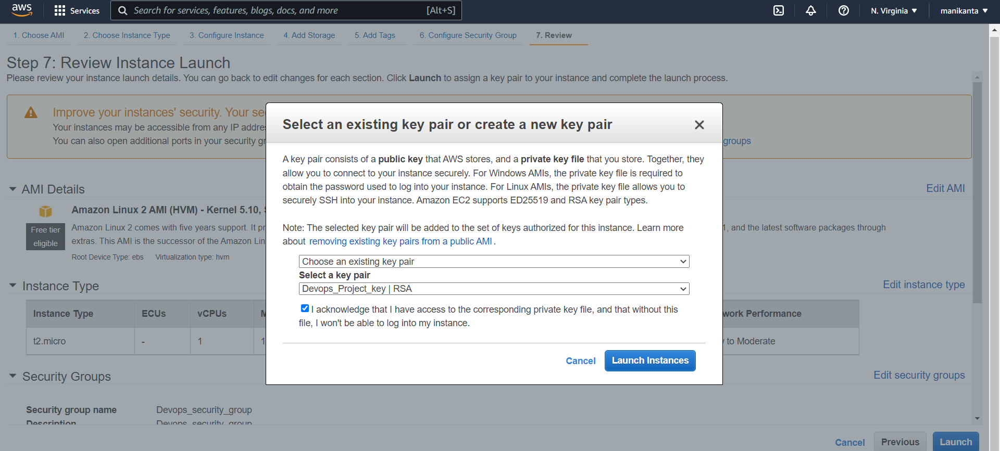 aws
Services
Search for services, features, blogs, docs, and more
[Alt+S]
N. Virginia
manikanta
1. Choose AMI
2. Choose Instance Type
3. Configure Instance
4. Add Storage
5. Add Tags
6. Configure Security Group
7. Review
Step 7: Review Instance Launch
Please review your instance launch details. You can go back to edit changes for each section. Click Launch to assign a key pair to your instance and complete the launch process.
Improve your instances' security. Your
Your instances may be accessible from any IP
You can also open additional ports in your security
groups
AMI Details
Edit AMI
Amazon Linux 2 AMI (HVM) - Kernel 5.10,
Free tier
eligible
Amazon Linux 2 comes with five years support. It
, and the latest software packages through
extras. This AMI is the successor of the Amazon
Root Device Type: ebs Virtualization type: hvm
Instance Type
Edit instance type
Instance Type
ECUs
vCPUs
Performance
t2.micro
-
1
to Moderate
Security Groups
Edit security groups
Security group name
Devops_security_group
Description
Devops_security_group
Cancel
Previous
Launch
Select an existing key pair or create a new key pair
A key pair consists of a public key that AWS stores, and a private key file that you store. Together, they
allow you to connect to your instance securely. For Windows AMIs, the private key file is required to
obtain the password used to log into your instance. For Linux AMIs, the private key file allows you to
securely SSH into your instance. Amazon EC2 supports ED25519 and RSA key pair types.
Note: The selected key pair will be added to the set of keys authorized for this instance. Learn more
about removing existing key pairs from a public AMI .
Choose an existing key pair
Select a key pair
Devops_Project_key | RSA
I acknowledge that I have access to the corresponding private key file, and that without this
file, I won't be able to log into my instance.
Cancel
Launch Instances